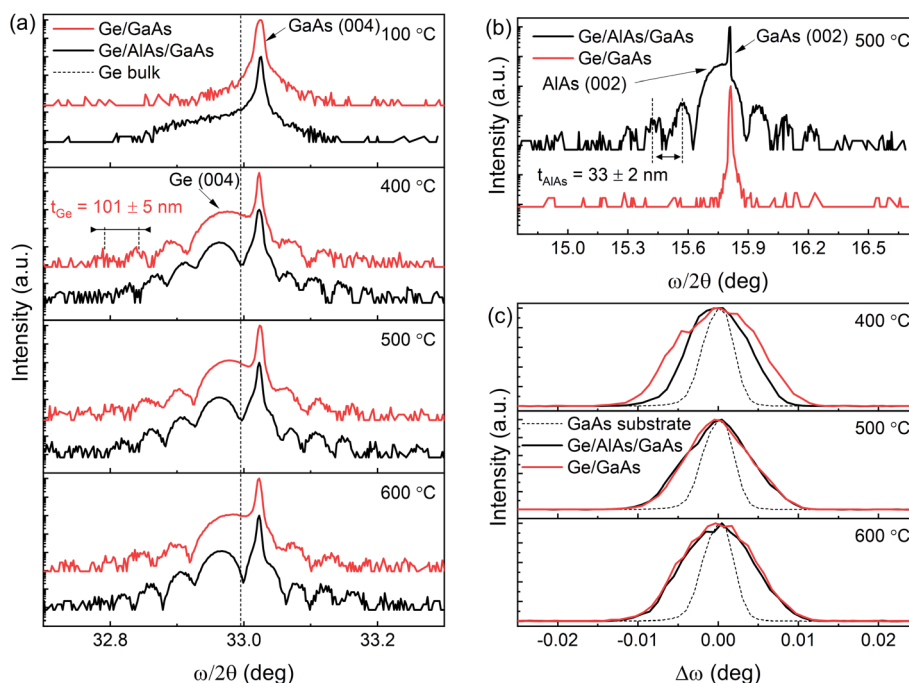 (a)
Ge/GaAs
Ge/AlAs/GaAs
Ge bulk
GaAs (004)
100 °C
Ge (004)
400 °C
t_Ge = 101 ± 5 nm
500 °C
600 °C
Intensity (a.u.)
32.8 33.0 33.2
ω/2θ (deg)
(b)
Ge/AlAs/GaAs
Ge/GaAs
GaAs (002)
500 °C
AlAs (002)
t_AlAs = 33 ± 2 nm
Intensity (a.u.)
15.0 15.3 15.6 15.9 16.2 16.5
ω/2θ (deg)
(c)
400 °C
GaAs substrate
Ge/AlAs/GaAs
Ge/GaAs
500 °C
600 °C
Intensity (a.u.)
-0.02 -0.01 0.00 0.01 0.02
Δω (deg)